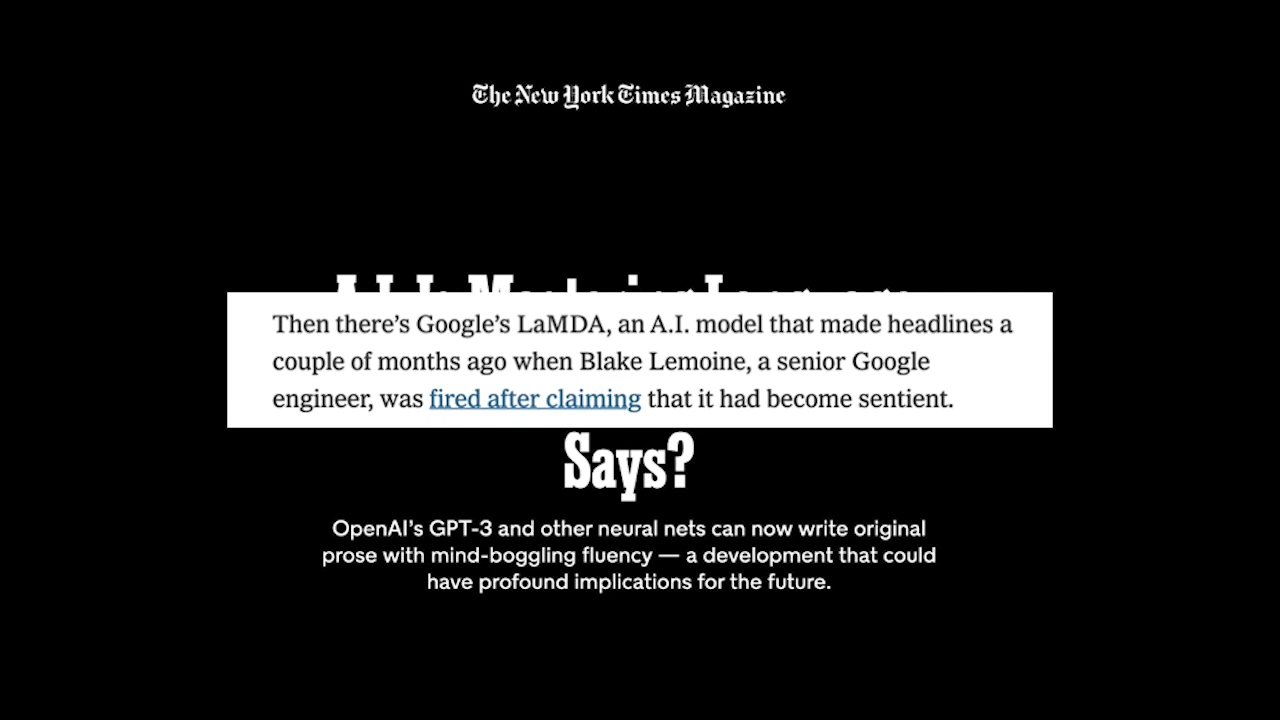 The New York Times Magazine
A.I. Is Mastering Language
Then there’s Google’s LaMDA, an A.I. model that made headlines a
couple of months ago when Blake Lemoine, a senior Google
engineer, was fired after claiming that it had become sentient.
Says?
OpenAI’s GPT-3 and other neural nets can now write original
prose with mind-boggling fluency — a development that could
have profound implications for the future.